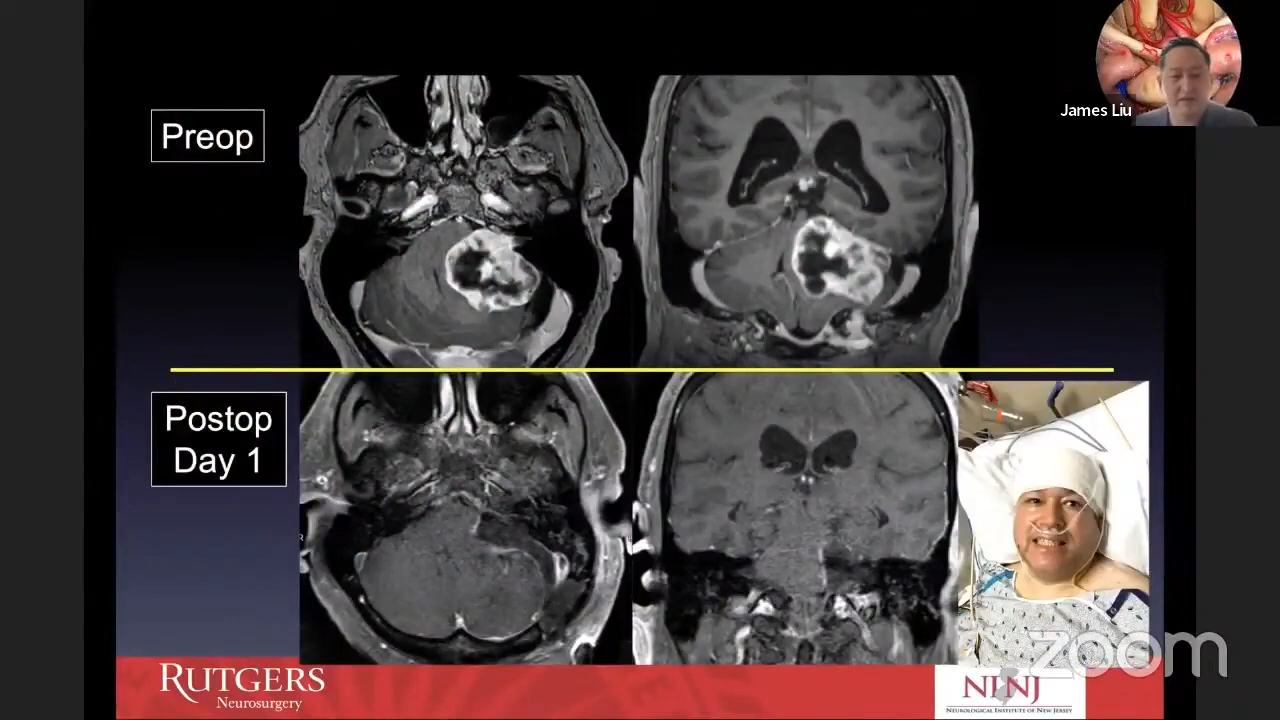 James Liu
Preop
Postop
Day 1
R
RUTGERS
Neurosurgery
NINJ
NEUROLOGICAL INSTITUTE OF NEW JERSEY
zoom